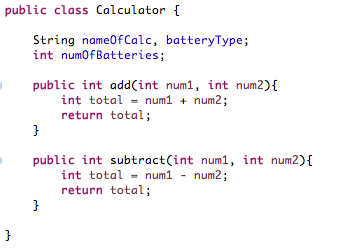 public class Calculator {
String nameOfCalc, batteryType;
int numOfBatteries;
public int add(int num1, int num2){
int total = num1 + num2;
return total;
}
public int subtract(int num1, int num2){
int total = num1 - num2;
return total;
}
}